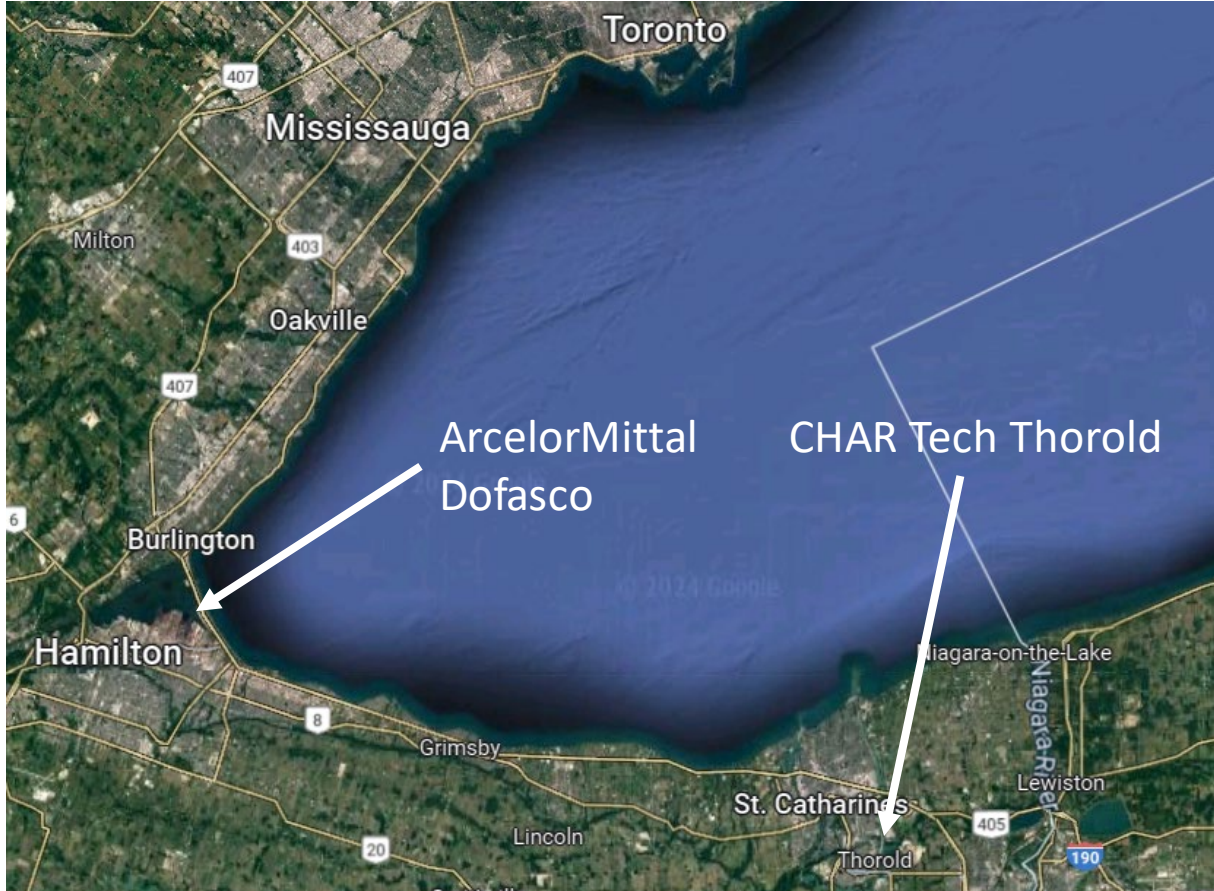 Toronto
407
Mississauga
Milton
403
Oakville
407
ArcelorMittal
Dofasco
CHAR Tech Thorold
6
Burlington
© 2024 Google
Hamilton
Niagara-on-the-Lake
Niagara River
8
Grimsby
Lewiston
St. Catharines
405
Lincoln
20
Thorold
190